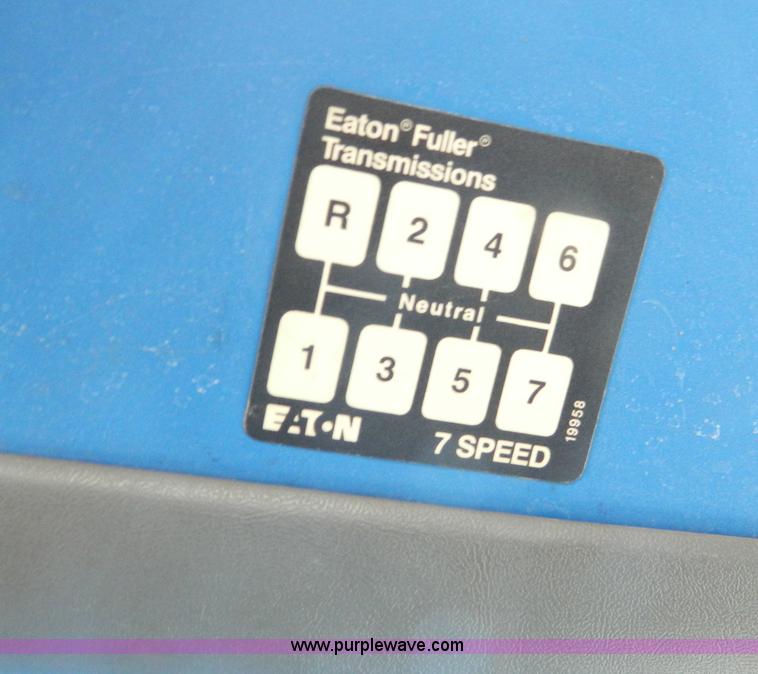 Eaton® Fuller®
Transmissions
R 2 4 6
Neutral
1 3 5 7
EATON 7 SPEED
19958
www.purplewave.com